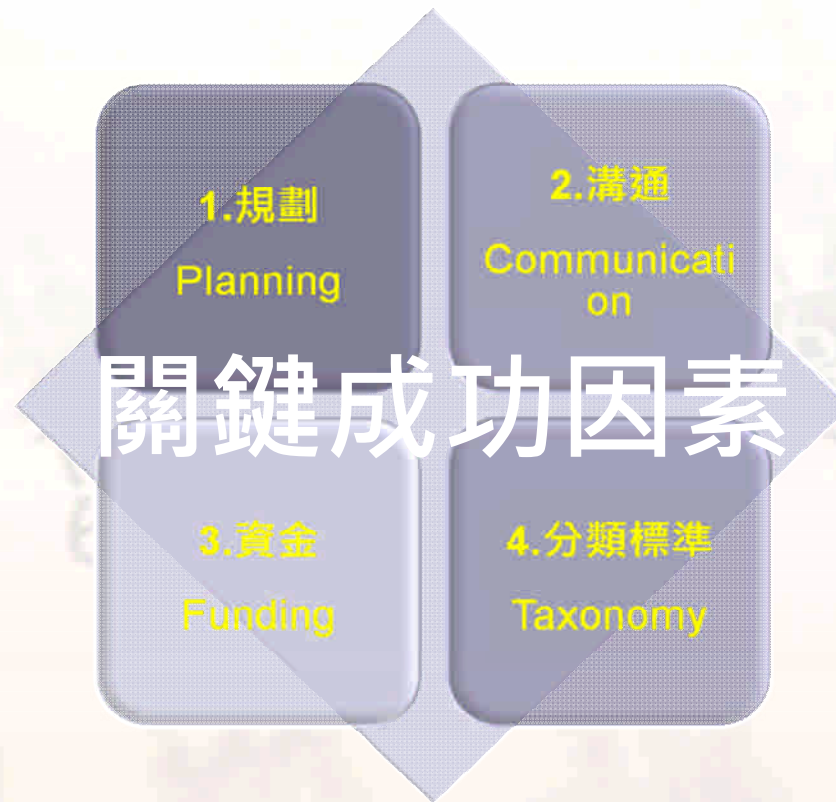 1.規劃
Planning
2.溝通
Communicati
on
關鍵成功因素
3.資金
Funding
4.分類標準
Taxonomy